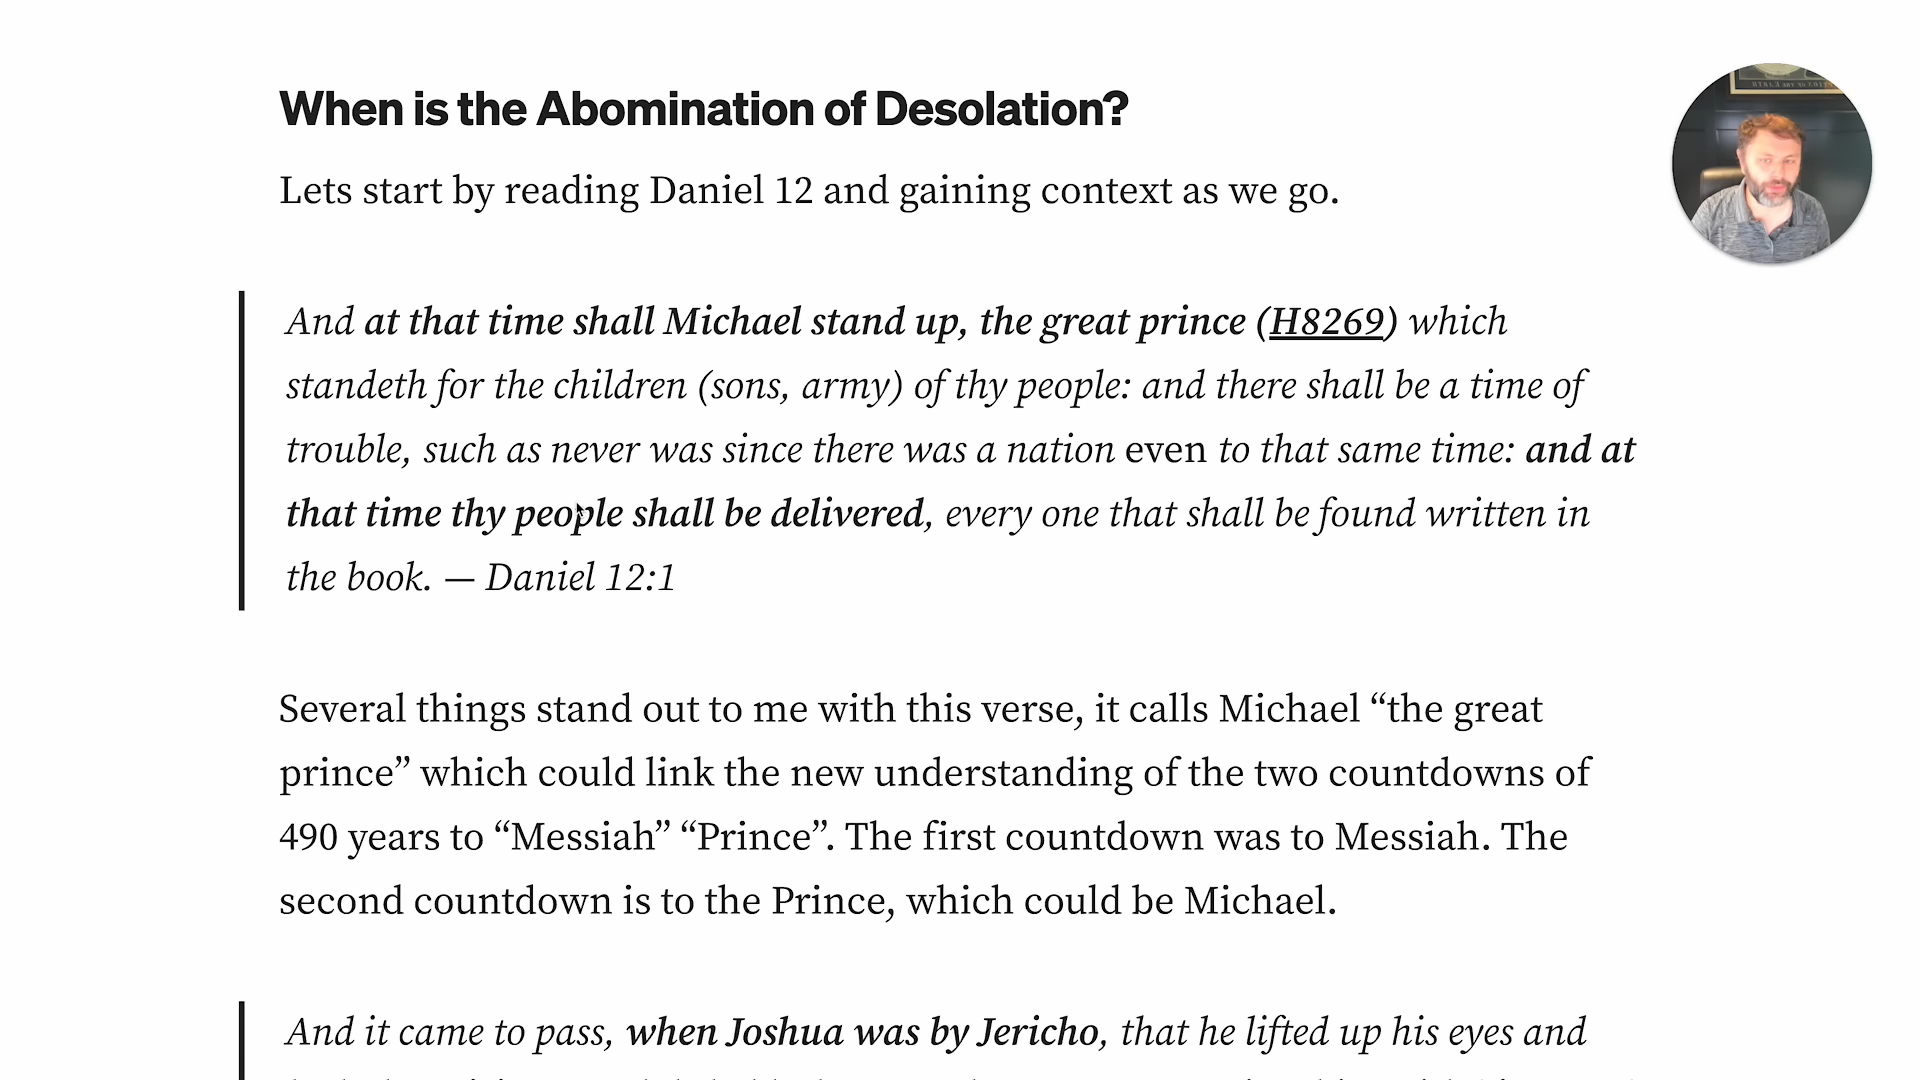 When is the Abomination of Desolation?
Lets start by reading Daniel 12 and gaining context as we go.
And at that time shall Michael stand up, the great prince (H8269) which
standeth for the children (sons, army) of thy people: and there shall be a time of
trouble, such as never was since there was a nation even to that same time: and at
that time thy people shall be delivered, every one that shall be found written in
the book. — Daniel 12:1
Several things stand out to me with this verse, it calls Michael “the great
prince” which could link the new understanding of the two countdowns of
490 years to “Messiah” “Prince”. The first countdown was to Messiah. The
second countdown is to the Prince, which could be Michael.
And it came to pass, when Joshua was by Jericho, that he lifted up his eyes and